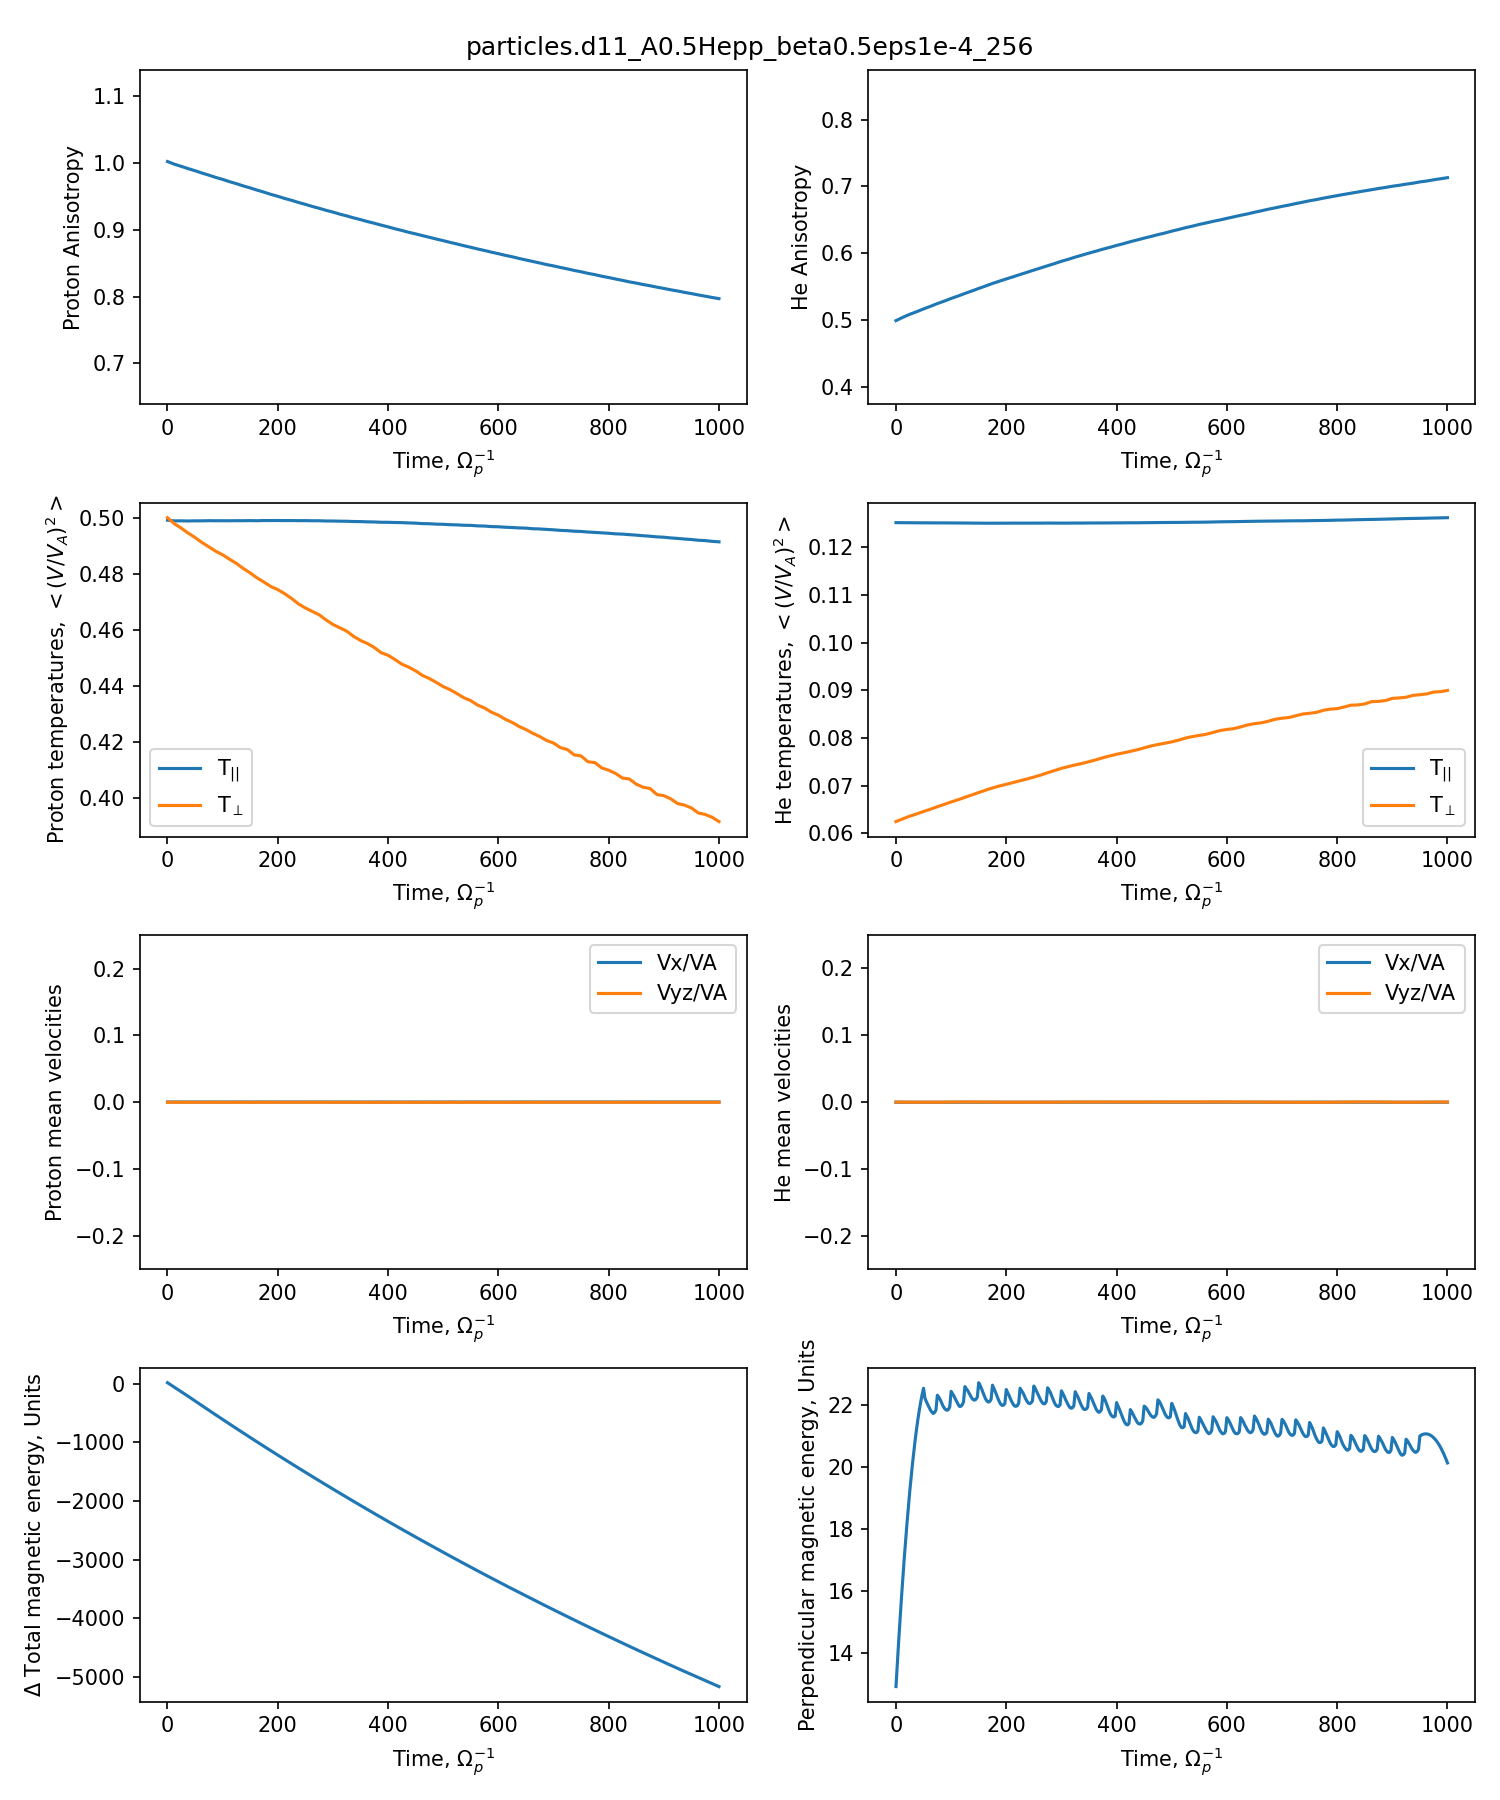 particles.d11_A0.5Hepp_beta0.5eps1e-4_256
Proton Anisotropy
1.1
1.0
0.9
0.8
0.7
0 200 400 600 800 1000
Time, Ω_p^{-1}
He Anisotropy
0.8
0.7
0.6
0.5
0.4
0 200 400 600 800 1000
Time, Ω_p^{-1}
Proton temperatures, < (V/V_A)^2 >
0.50
0.48
0.46
0.44
0.42
0.40
T_{||}
T_⊥
0 200 400 600 800 1000
Time, Ω_p^{-1}
He temperatures, < (V/V_A)^2 >
0.12
0.11
0.10
0.09
0.08
0.07
0.06
T_{||}
T_⊥
0 200 400 600 800 1000
Time, Ω_p^{-1}
Proton mean velocities
0.2
0.1
0.0
−0.1
−0.2
Vx/VA
Vyz/VA
0 200 400 600 800 1000
Time, Ω_p^{-1}
He mean velocities
0.2
0.1
0.0
−0.1
−0.2
Vx/VA
Vyz/VA
0 200 400 600 800 1000
Time, Ω_p^{-1}
Δ Total magnetic energy, Units
0
−1000
−2000
−3000
−4000
−5000
0 200 400 600 800 1000
Time, Ω_p^{-1}
Perpendicular magnetic energy, Units
22
20
18
16
14
0 200 400 600 800 1000
Time, Ω_p^{-1}